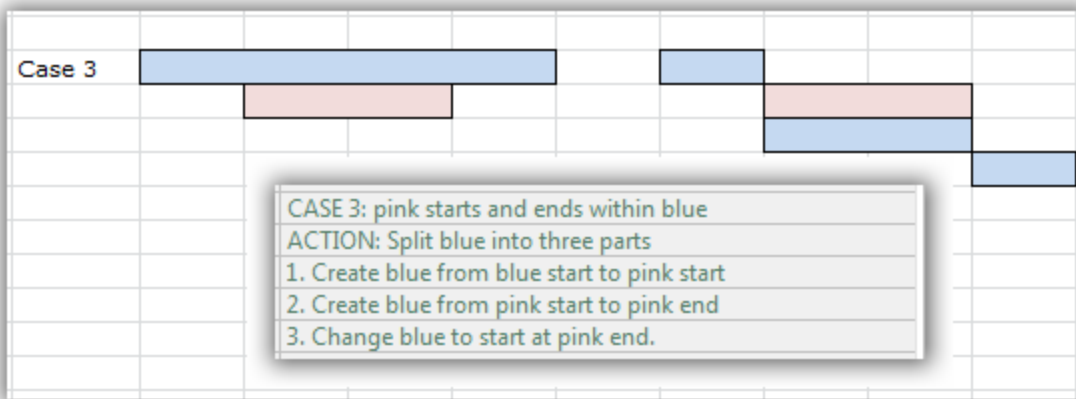 Case 3
CASE 3: pink starts and ends within blue
ACTION: Split blue into three parts
1. Create blue from blue start to pink start
2. Create blue from pink start to pink end
3. Change blue to start at pink end.